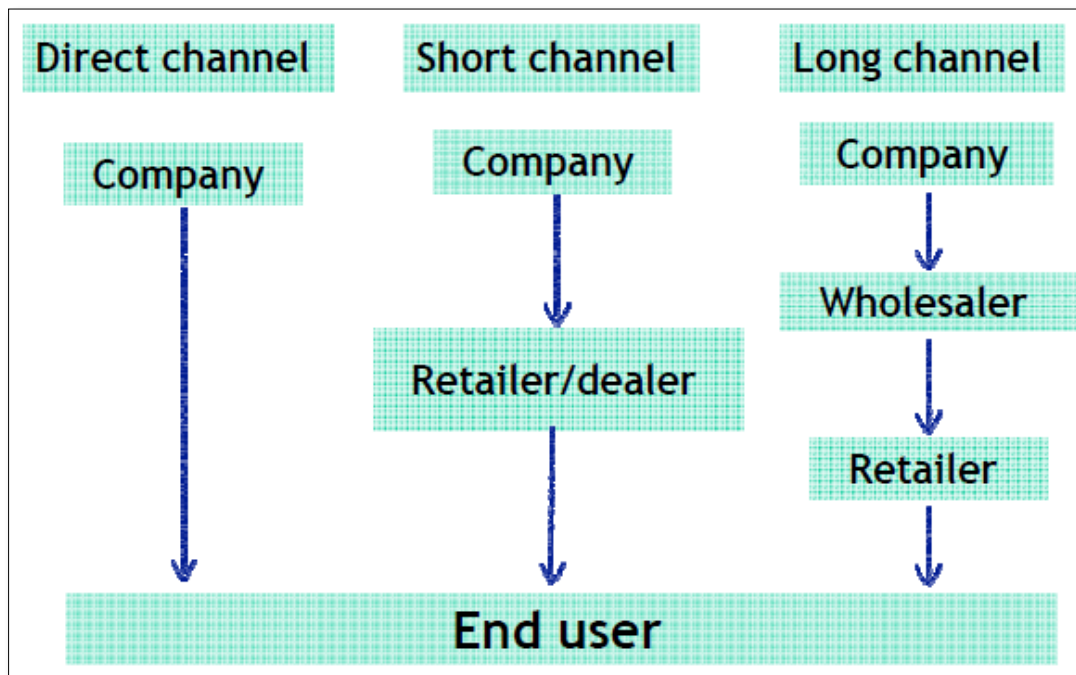 Direct channel
Short channel
Long channel
Company
Company
Company
Wholesaler
Retailer/dealer
Retailer
End user